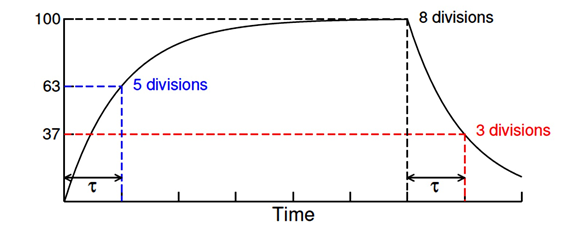 100
8 divisions
63
5 divisions
37
3 divisions
τ
τ
Time